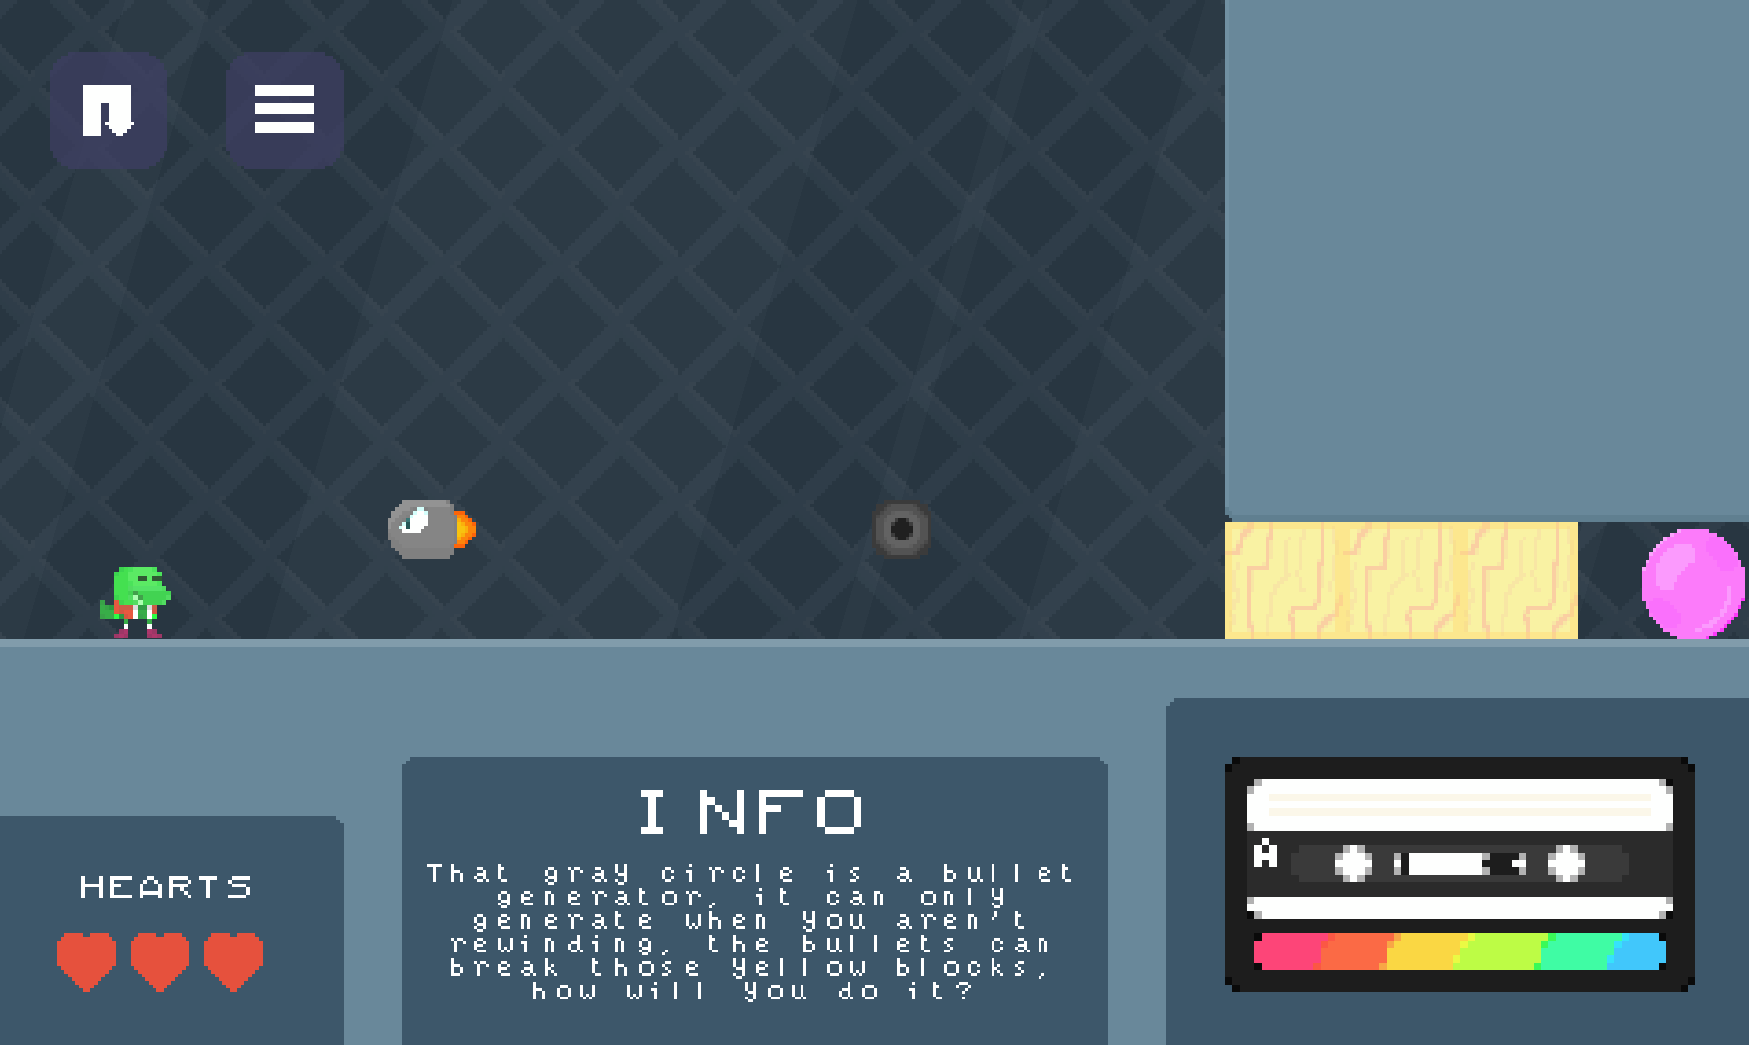 INFO
That gray circle is a bullet
generator, it can only
generate when you aren't
rewinding, the bullets can
break those yellow blocks,
how will you do it?
HEARTS
A